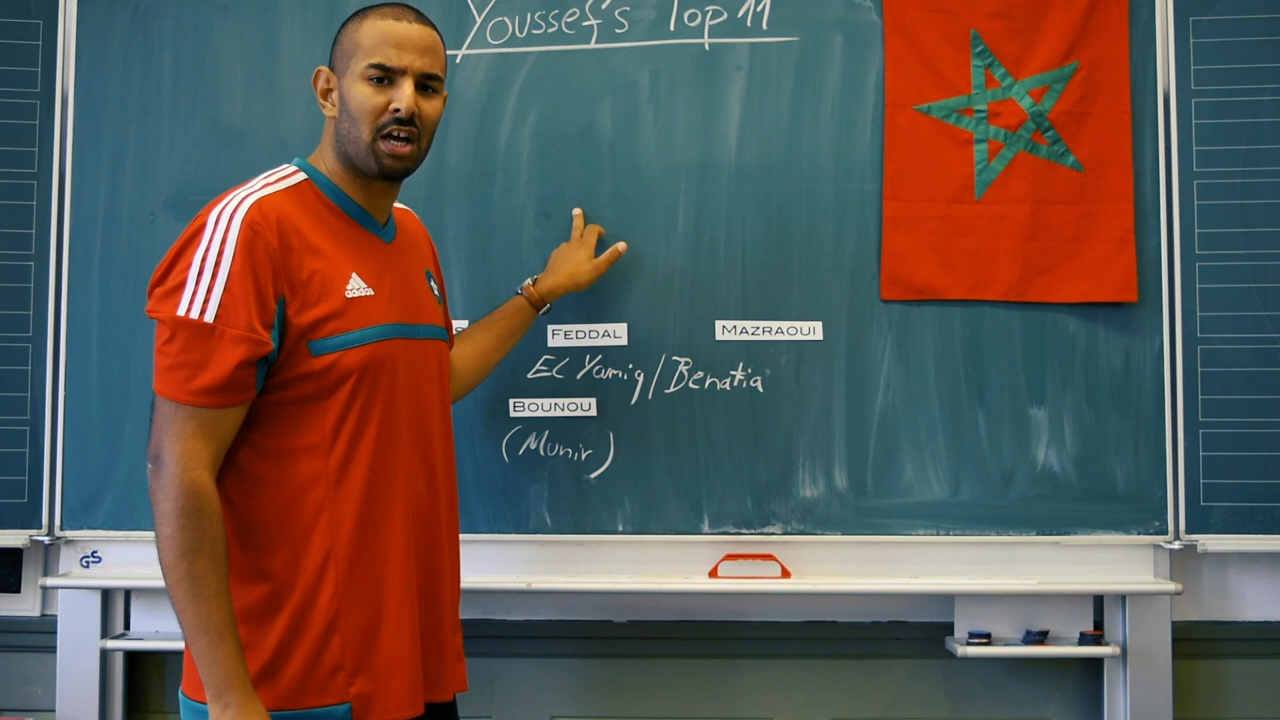 Youssef's Top 11
adidas
S FEDDAL MAZRAOUI
El Yamiq/Benatia
BOUNOU
(Munir)
GS